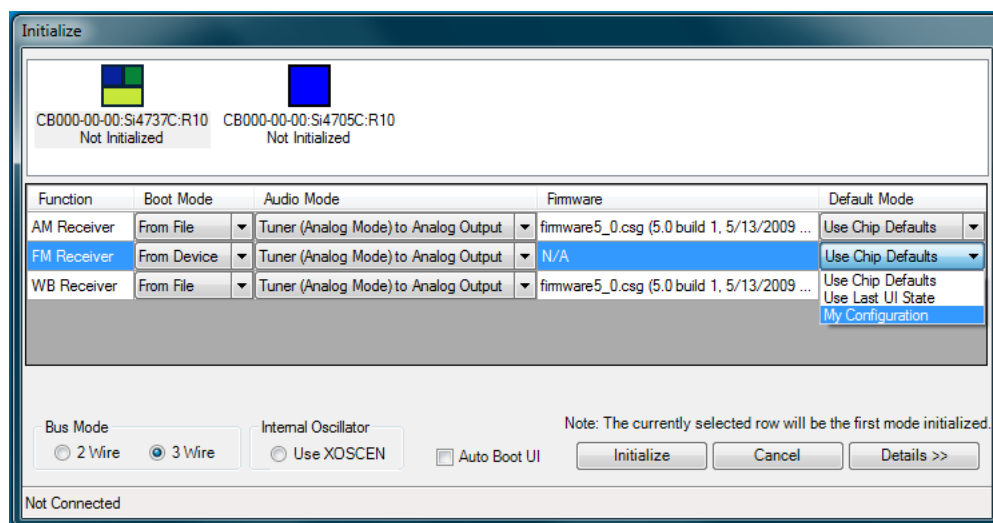 Initialize
CB000-00-00:Si4737C:R10 CB000-00-00:Si4705C:R10
Not Initialized Not Initialized
Function Boot Mode Audio Mode Firmware Default Mode
AM Receiver From File Tuner (Analog Mode) to Analog Output firmware5_0.csg (5.0 build 1, 5/13/2009 ... Use Chip Defaults
FM Receiver From Device Tuner (Analog Mode) to Analog Output N/A Use Chip Defaults
WB Receiver From File Tuner (Analog Mode) to Analog Output firmware5_0.csg (5.0 build 1, 5/13/2009 ... Use Chip Defaults
Use Last UI State
My Configuration
Note: The currently selected row will be the first mode initialized.
Bus Mode Internal Oscillator
2 Wire 3 Wire Use XOSCEN Auto Boot UI Initialize Cancel Details >>
Not Connected